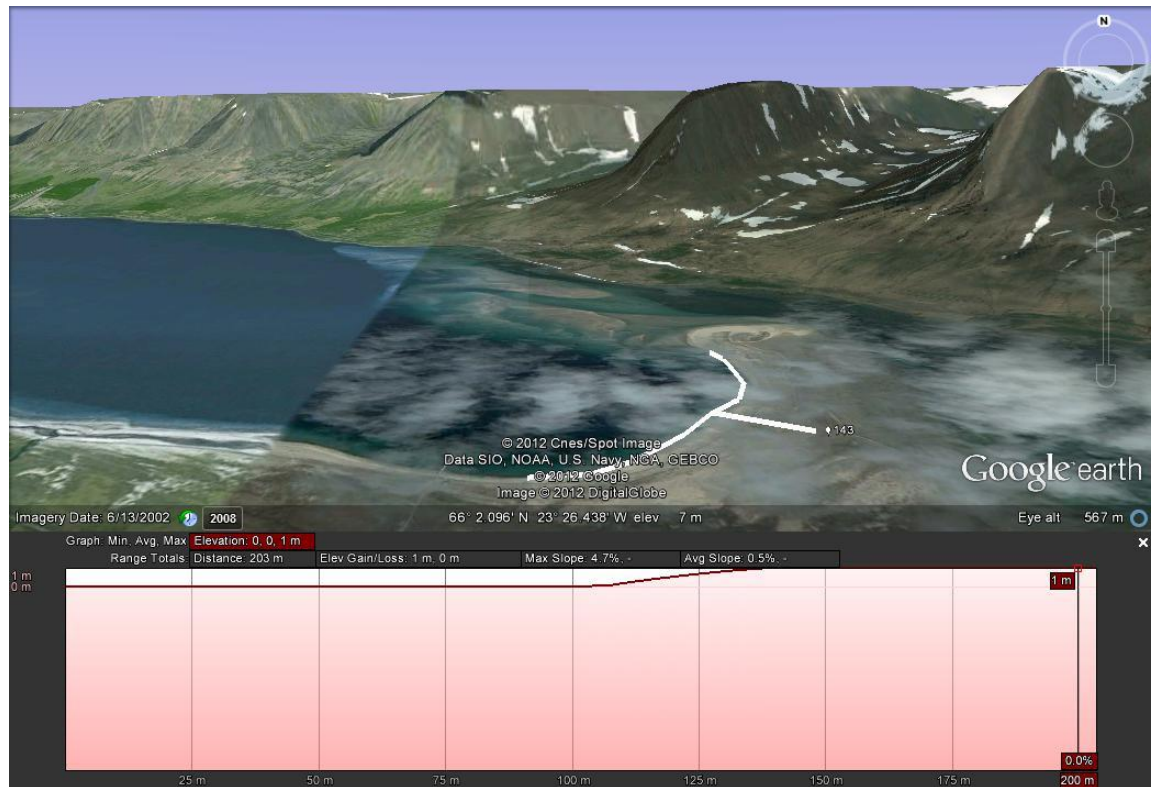 N
143
© 2012 Cnes/Spot Image
Data SIO, NOAA, U.S. Navy, NGA, GEBCO
© 2012 Google
Image © 2012 DigitalGlobe
Google earth
Imagery Date: 6/13/2002 2008 66° 2.096' N 23° 26.438' W elev 7 m Eye alt 567 m
Graph: Min, Avg, Max Elevation: 0, 0, 1 m
Range Totals: Distance: 203 m Elev Gain/Loss: 1 m, 0 m Max Slope: 4.7%, - Avg Slope: 0.5%, -
1 m
0 m
1 m
0.0%
25 m 50 m 75 m 100 m 125 m 150 m 175 m 200 m